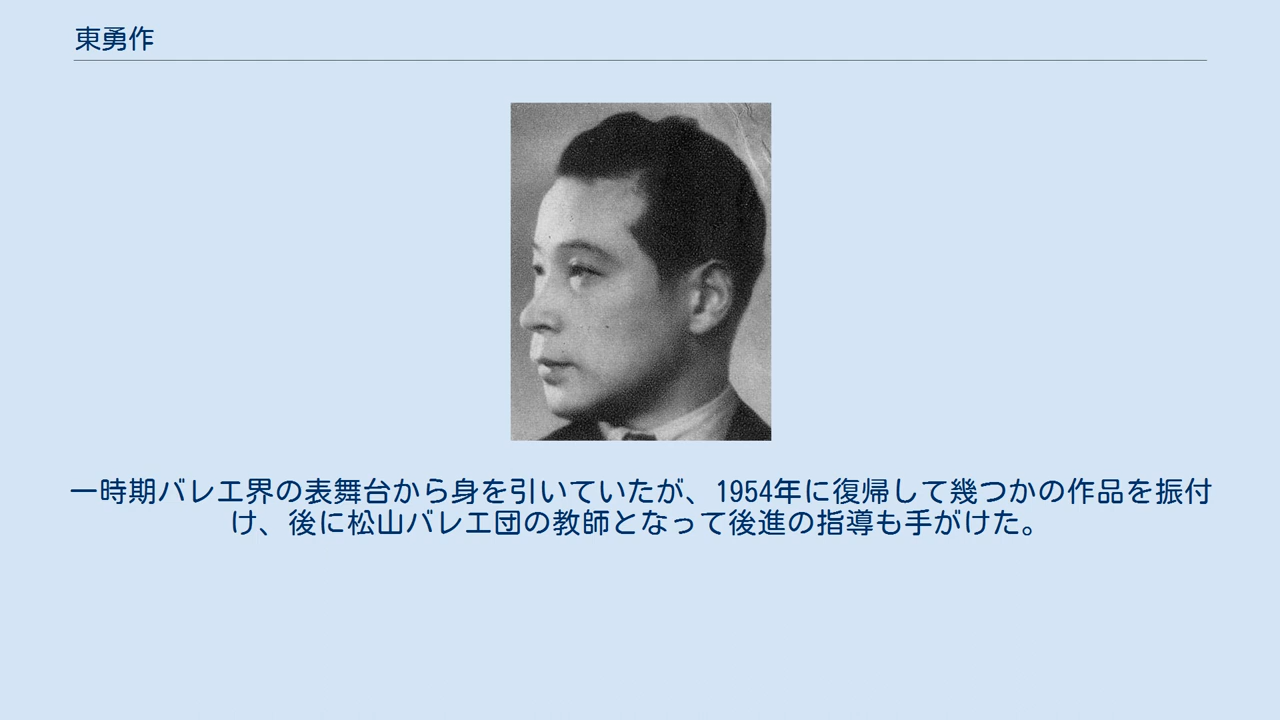 東勇作
一時期バレエ界の表舞台から身を引いていたが、1954年に復帰して幾つかの作品を振付
け、後に松山バレエ団の教師となって後進の指導も手がけた。